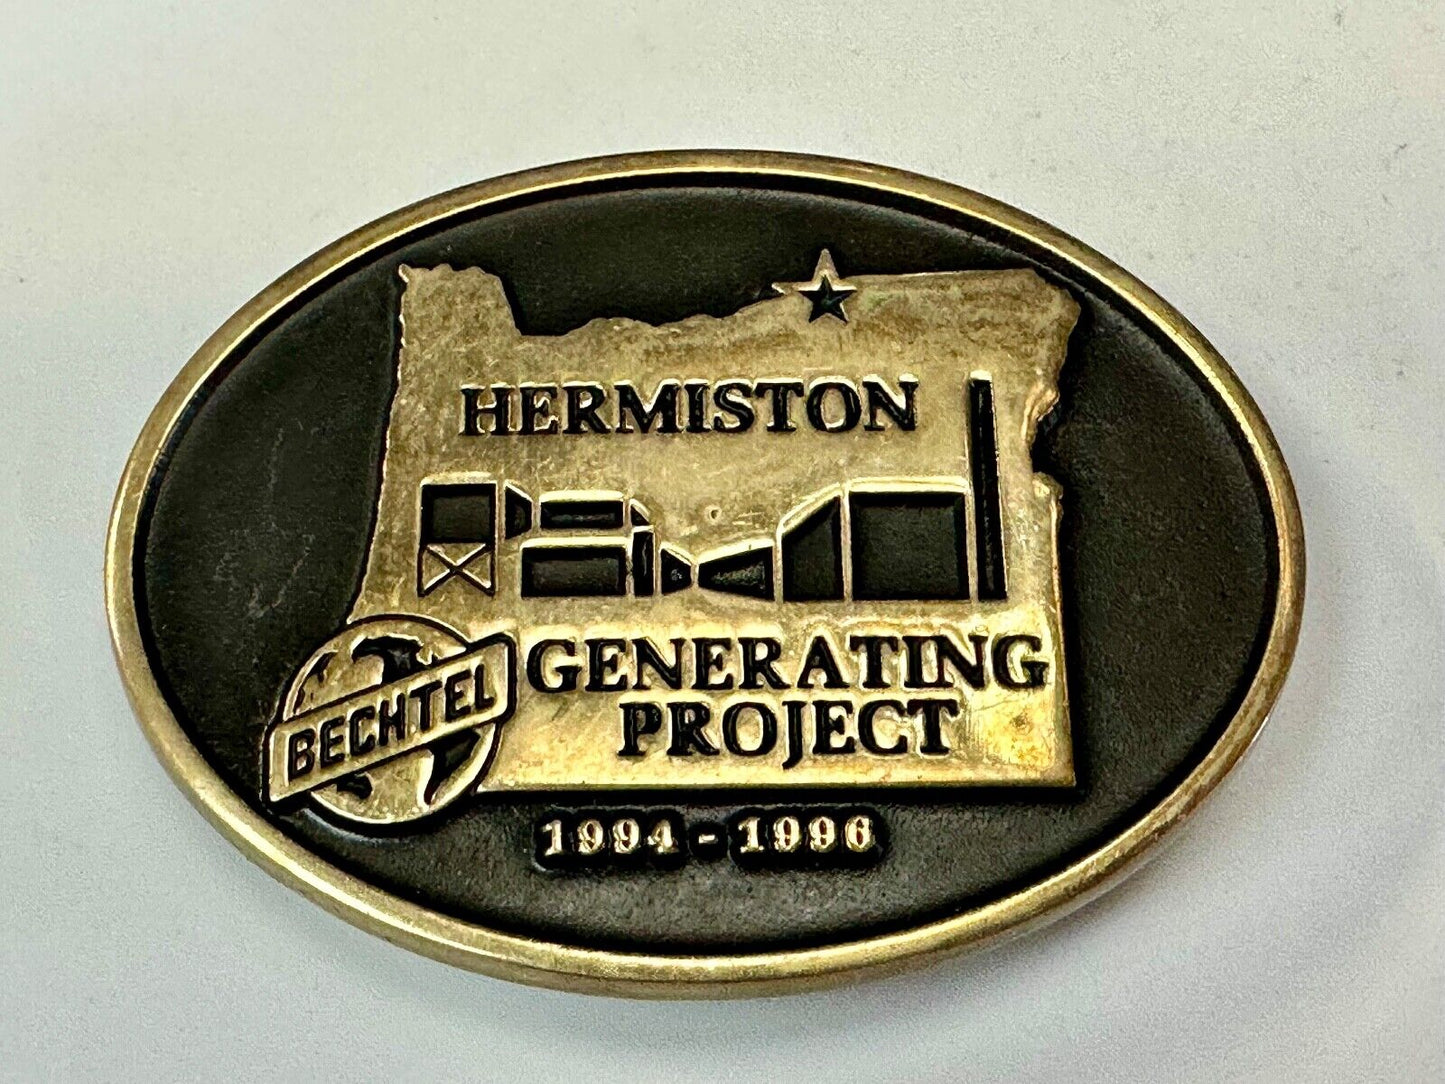 HERMISTON
GENERATING
PROJECT
BECHTEL
1994 - 1996